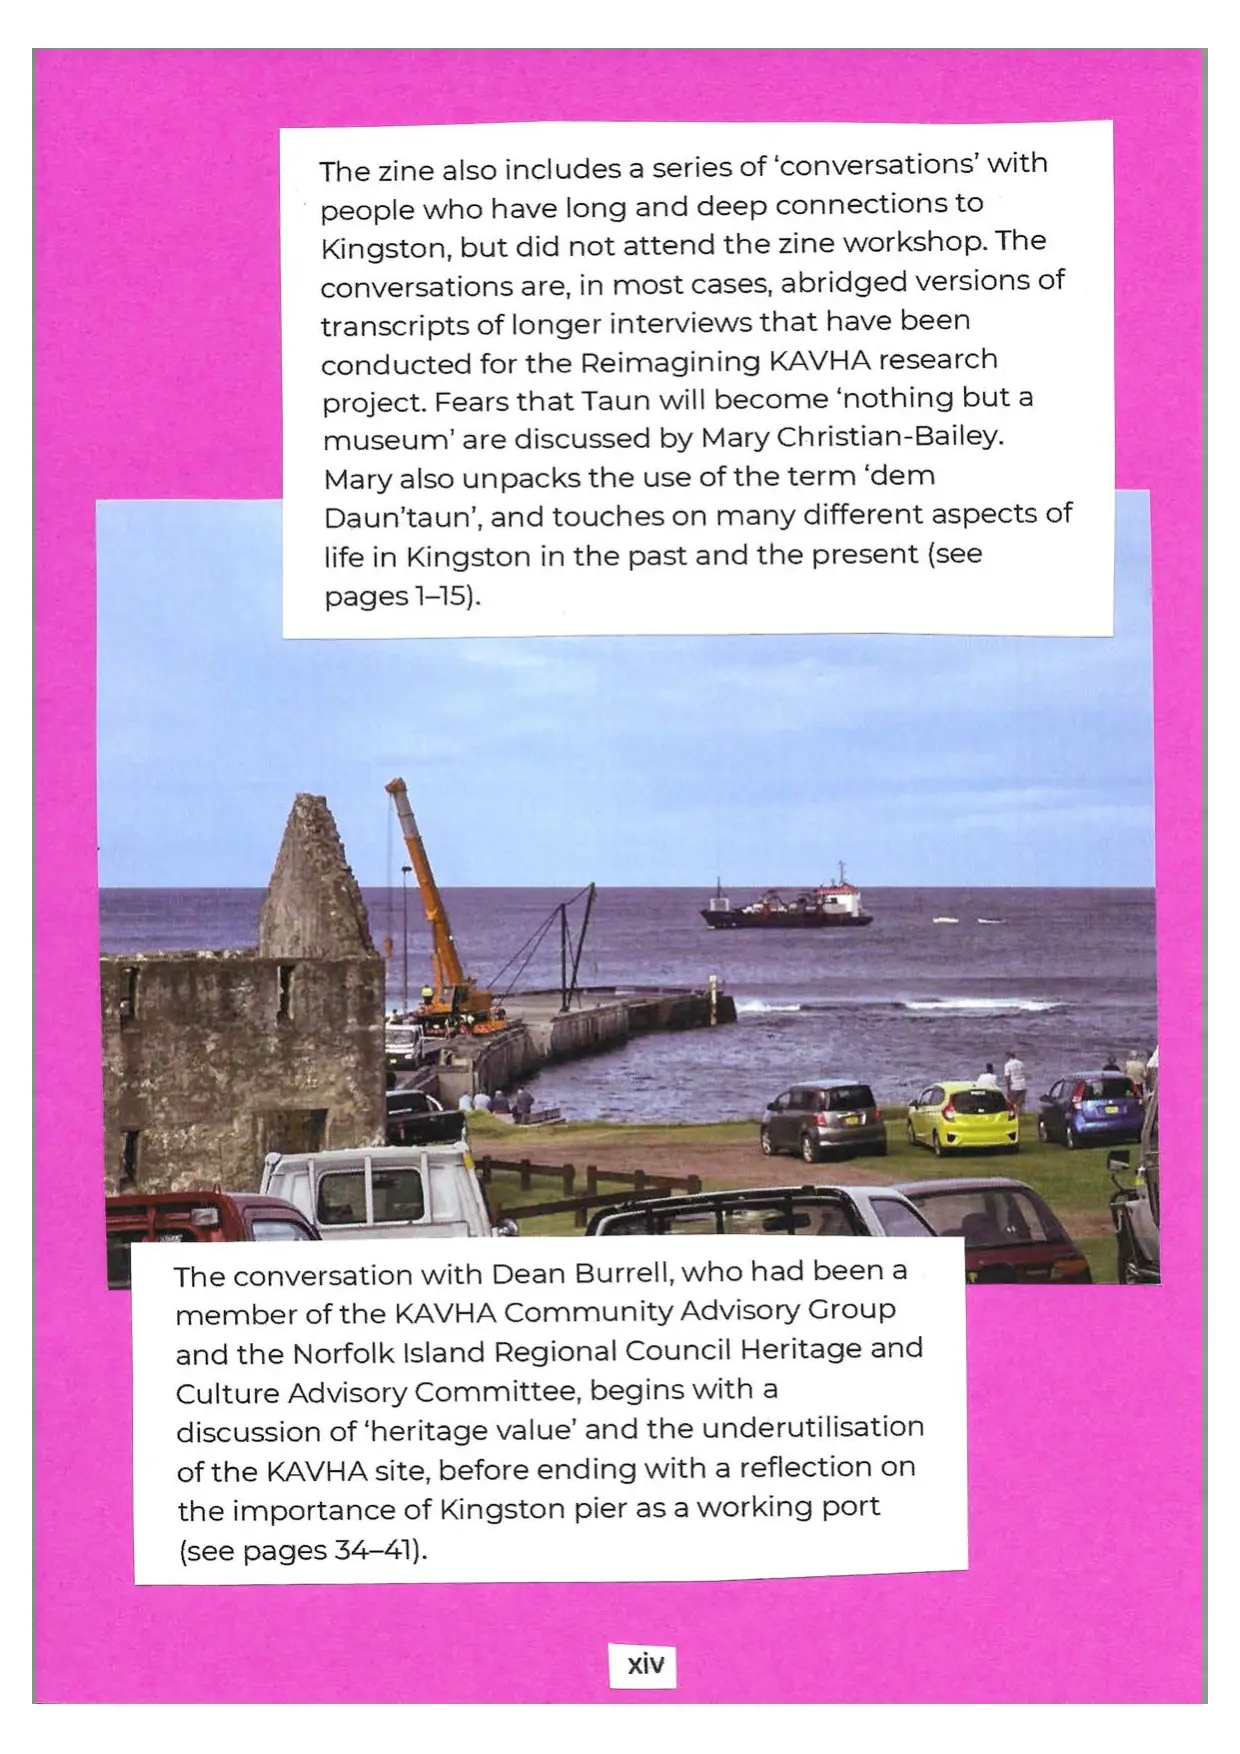 The zine also includes a series of ‘conversations’ with
people who have long and deep connections to
Kingston, but did not attend the zine workshop. The
conversations are, in most cases, abridged versions of
transcripts of longer interviews that have been
conducted for the Reimagining KAVHA research
project. Fears that Taun will become ‘nothing but a
museum’ are discussed by Mary Christian-Bailey.
Mary also unpacks the use of the term ‘dem
Daun’taun’, and touches on many different aspects of
life in Kingston in the past and the present (see
pages 1–15).
The conversation with Dean Burrell, who had been a
member of the KAVHA Community Advisory Group
and the Norfolk Island Regional Council Heritage and
Culture Advisory Committee, begins with a
discussion of ‘heritage value’ and the underutilisation
of the KAVHA site, before ending with a reflection on
the importance of Kingston pier as a working port
(see pages 34–41).
xiv